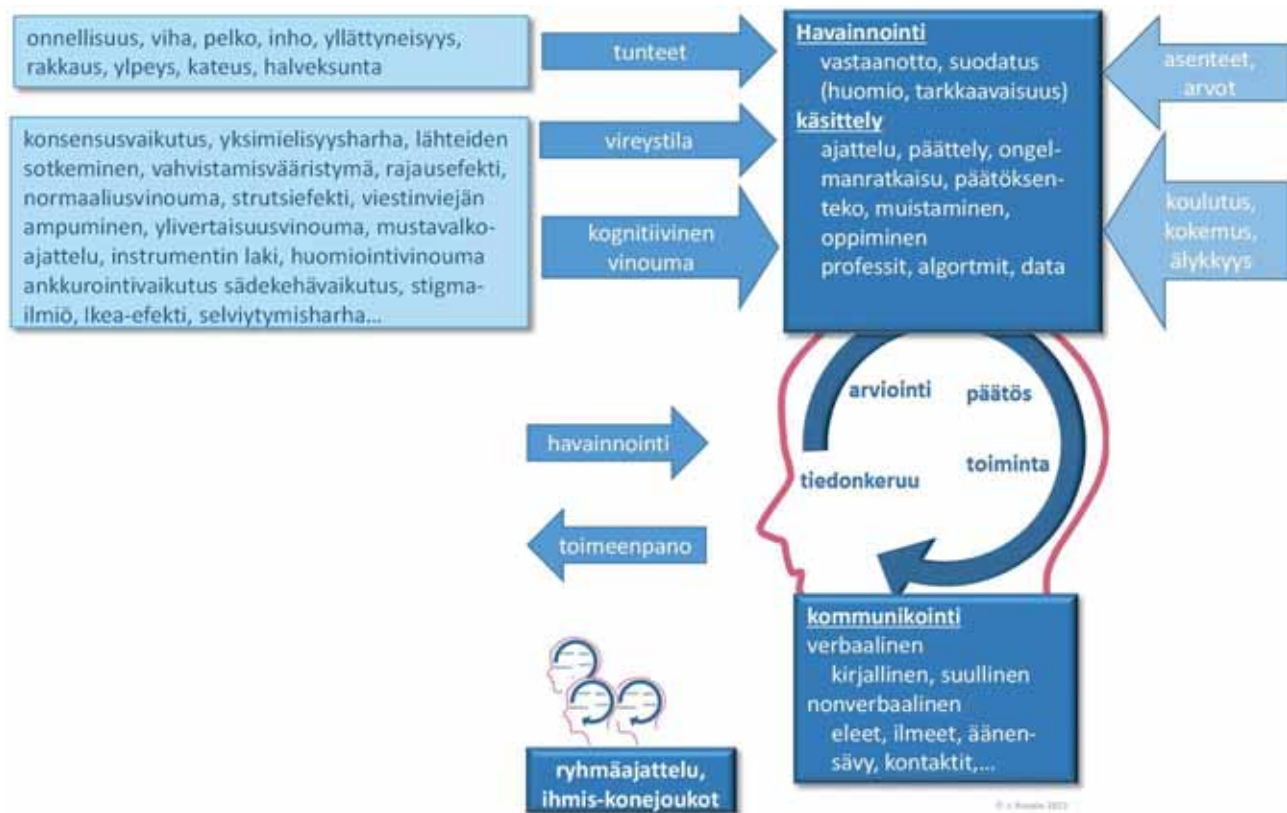 onnellisuus, viha, pelko, inho, yllättyneisyys,
rakkaus, ylpeys, kateus, halveksunta
konsensusvaikutus, yksimielisyysharha, lähteiden
sotkeminen, vahvistamisvääristymä, rajausefekti,
normaaliusvinouma, strutsiefekti, viestinviejän
ampuminen, ylivertaisuusvinouma, mustavalko-
ajattelu, instrumentin laki, huomiointivinouma
ankkurointivaikutus sädekehävaikutus, stigma-
ilmiö, Ikea-efekti, selviytymisharha...
tunteet
vireystila
kognitiivinen
vinouma
Havainnointi
vastaanotto, suodatus
(huomio, tarkkaavaisuus)
käsittely
ajattelu, päättely, ongel-
manratkaisu, päätöksen-
teko, muistaminen,
oppiminen
professit, algortmit, data
asenteet,
arvot
koulutus,
kokemus,
älykkyys
arviointi
päätös
tiedonkeruu
toiminta
havainnointi
toimeenpano
kommunikointi
verbaalinen
kirjallinen, suullinen
nonverbaalinen
eleet, ilmeet, äänen-
sävy, kontaktit,...
ryhmäajattelu,
ihmis-konejoukot